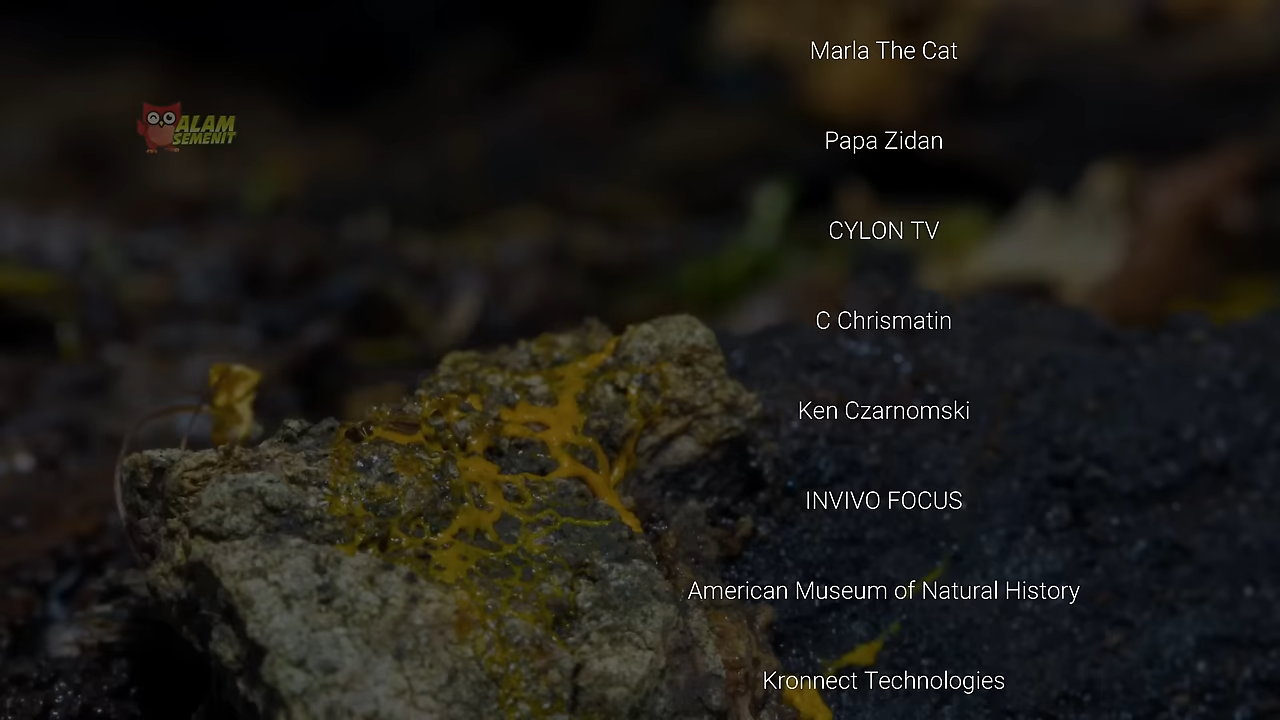 Marla The Cat
ALAM
SEMENIT
Papa Zidan
CYLON TV
C Chrismatin
Ken Czarnomski
INVIVO FOCUS
American Museum of Natural History
Kronnect Technologies